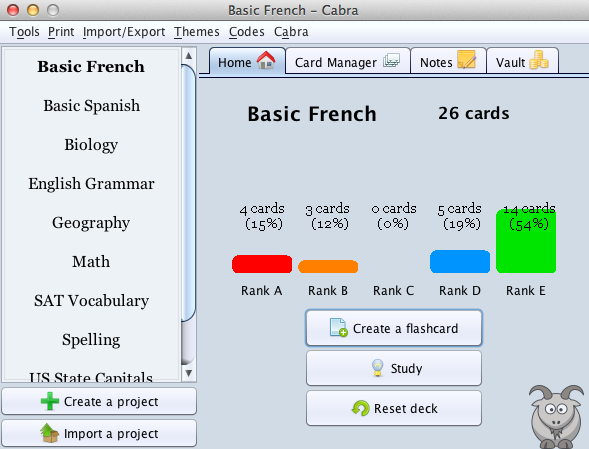 Basic French – Cabra
Tools Print Import/Export Themes Codes Cabra
Basic French
Basic Spanish
Biology
English Grammar
Geography
Math
SAT Vocabulary
Spelling
US State Capitals
Create a project
Import a project
Home Card Manager Notes Vault
Basic French 26 cards
4 cards 3 cards 0 cards 5 cards 14 cards
(15%) (12%) (0%) (19%) (54%)
Rank A Rank B Rank C Rank D Rank E
Create a flashcard
Study
Reset deck